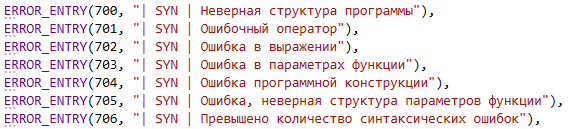 ERROR_ENTRY(700, "| SYN | Неверная структура программы"),
ERROR_ENTRY(701, "| SYN | Ошибочный оператор"),
ERROR_ENTRY(702, "| SYN | Ошибка в выражении"),
ERROR_ENTRY(703, "| SYN | Ошибка в параметрах функции"),
ERROR_ENTRY(704, "| SYN | Ошибка программной конструкции"),
ERROR_ENTRY(705, "| SYN | Ошибка, неверная структура параметров функции"),
ERROR_ENTRY(706, "| SYN | Превышено количество синтаксических ошибок"),